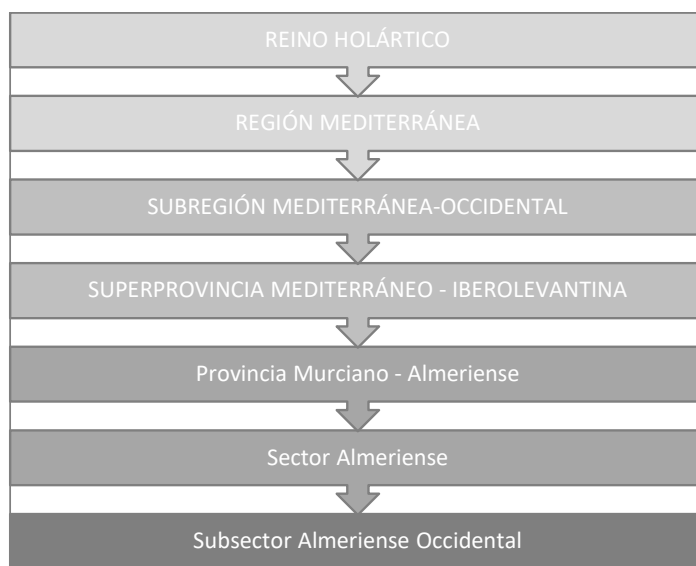 REINO HOLÁRTICO
REGIÓN MEDITERRÁNEA
SUBREGIÓN MEDITERRÁNEA-OCCIDENTAL
SUPERPROVINCIA MEDITERRÁNEO - IBEROLEVANTINA
Provincia Murciano - Almeriense
Sector Almeriense
Subsector Almeriense Occidental